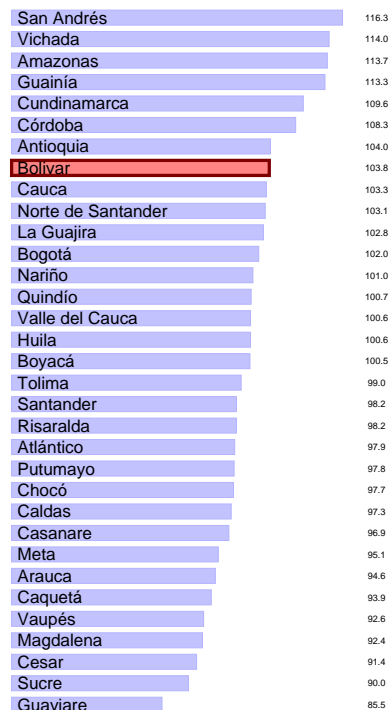 San Andrés 116.3
Vichada 114.0
Amazonas 113.7
Guainía 113.3
Cundinamarca 109.6
Córdoba 108.3
Antioquia 104.0
Bolivar 103.8
Cauca 103.3
Norte de Santander 103.1
La Guajira 102.8
Bogotá 102.0
Nariño 101.0
Quindío 100.7
Valle del Cauca 100.6
Huila 100.6
Boyacá 100.5
Tolima 99.0
Santander 98.2
Risaralda 98.2
Atlántico 97.9
Putumayo 97.8
Chocó 97.7
Caldas 97.3
Casanare 96.9
Meta 95.1
Arauca 94.6
Caquetá 93.9
Vaupés 92.6
Magdalena 92.4
Cesar 91.4
Sucre 90.0
Guaviare 85.5